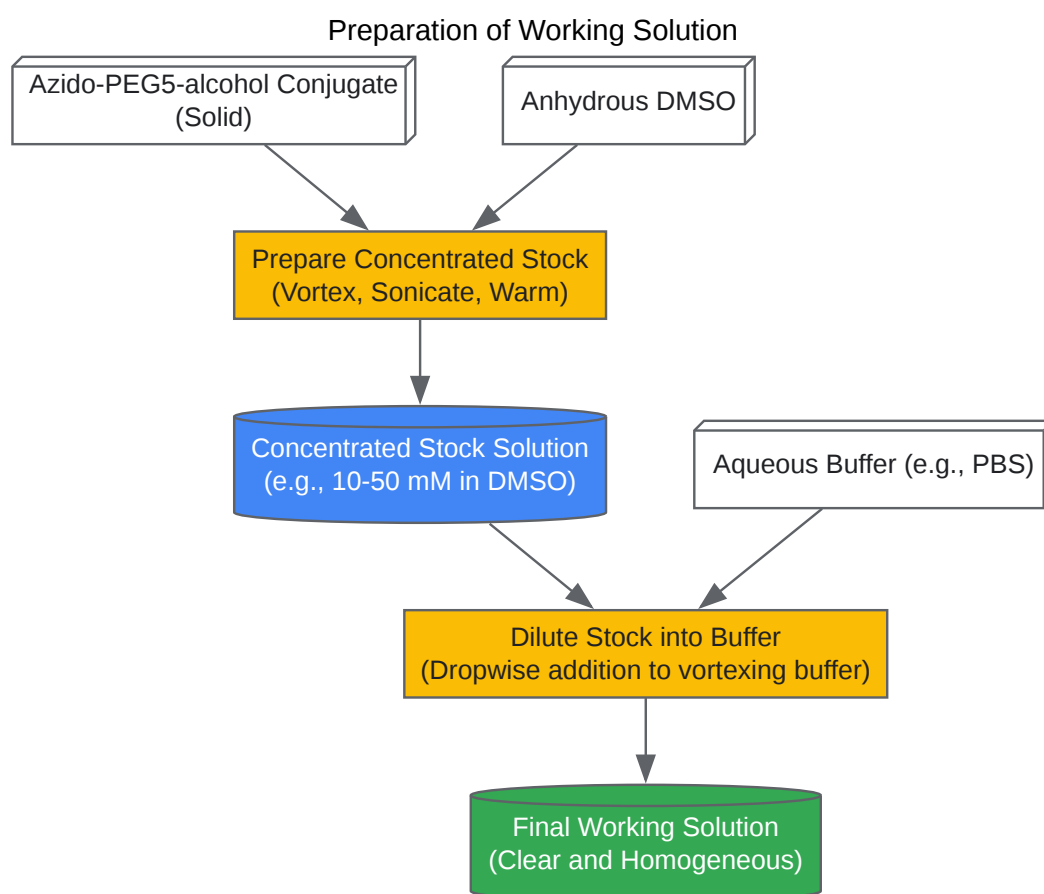 Preparation of Working Solution
Azido-PEG5-alcohol Conjugate
(Solid)
Anhydrous DMSO
Prepare Concentrated Stock
(Vortex, Sonicate, Warm)
Concentrated Stock Solution
(e.g., 10-50 mM in DMSO)
Aqueous Buffer (e.g., PBS)
Dilute Stock into Buffer
(Dropwise addition to vortexing buffer)
Final Working Solution
(Clear and Homogeneous)